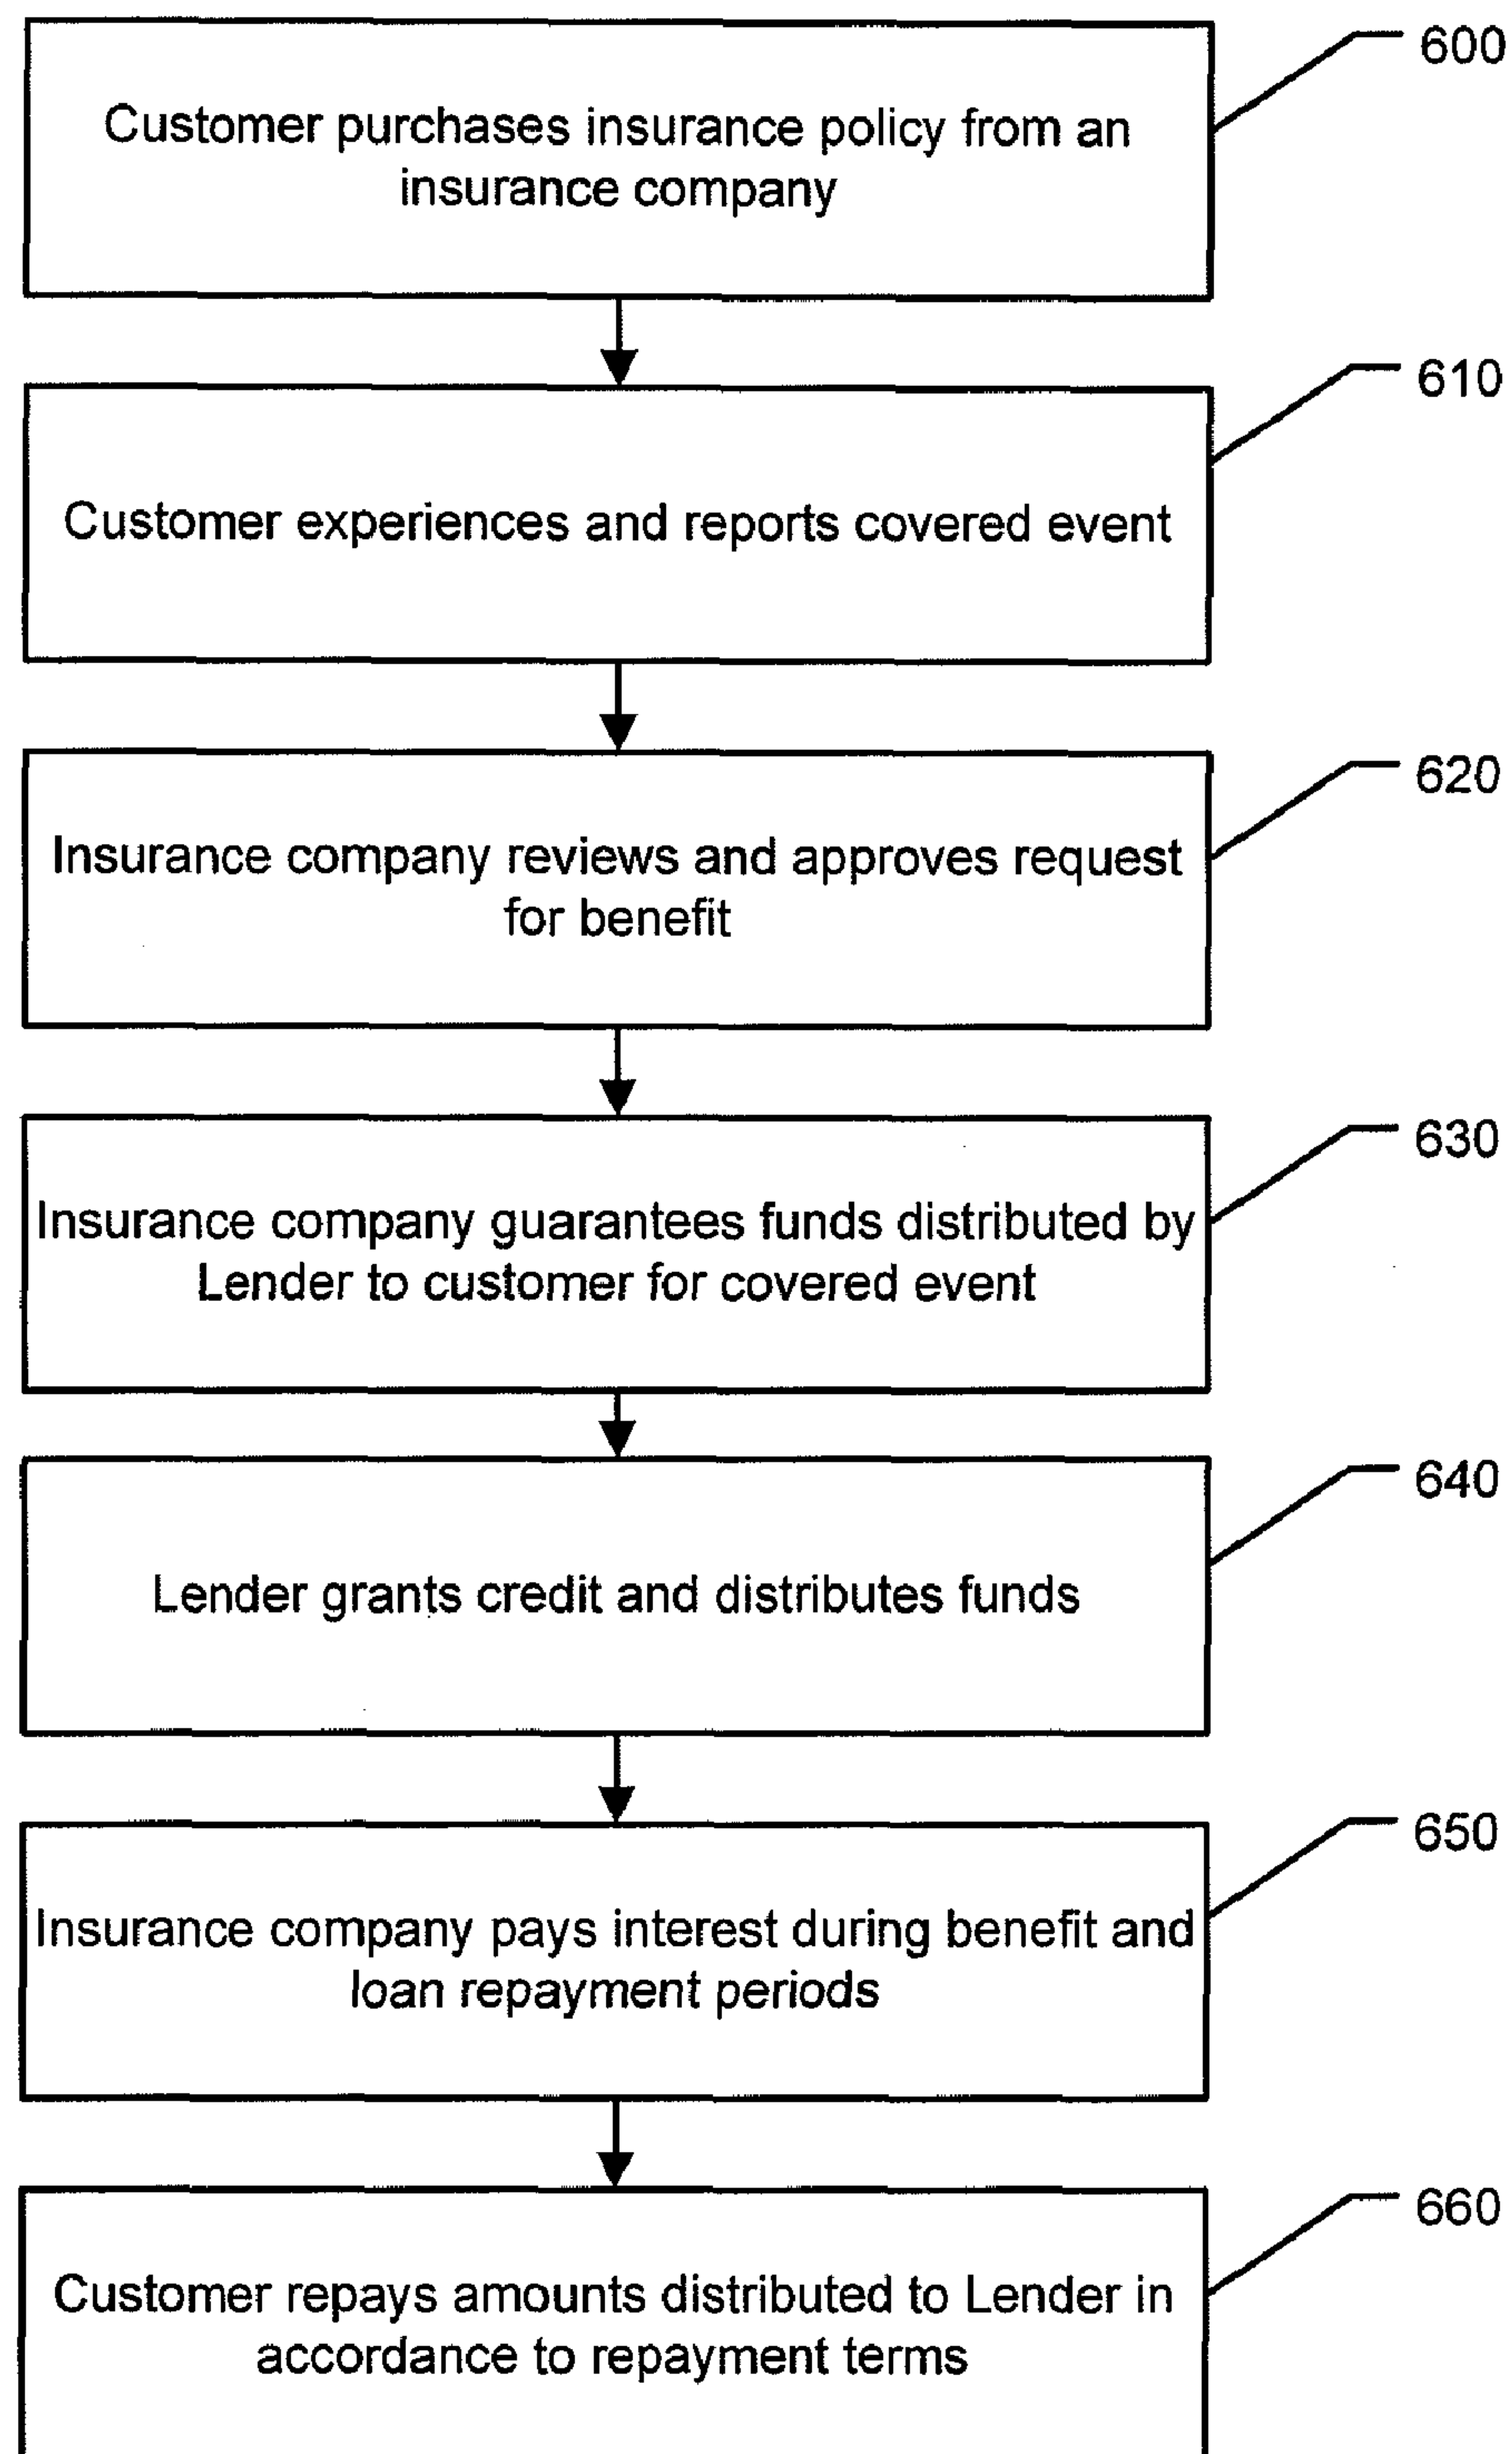 600
Customer purchases insurance policy from an
insurance company
610
Customer experiences and reports covered event
620
Insurance company reviews and approves request
for benefit
630
Insurance company guarantees funds distributed by
Lender to customer for covered event
640
Lender grants credit and distributes funds
650
Insurance company pays interest during benefit and
loan repayment periods
660
Customer repays amounts distributed to Lender in
accordance to repayment terms